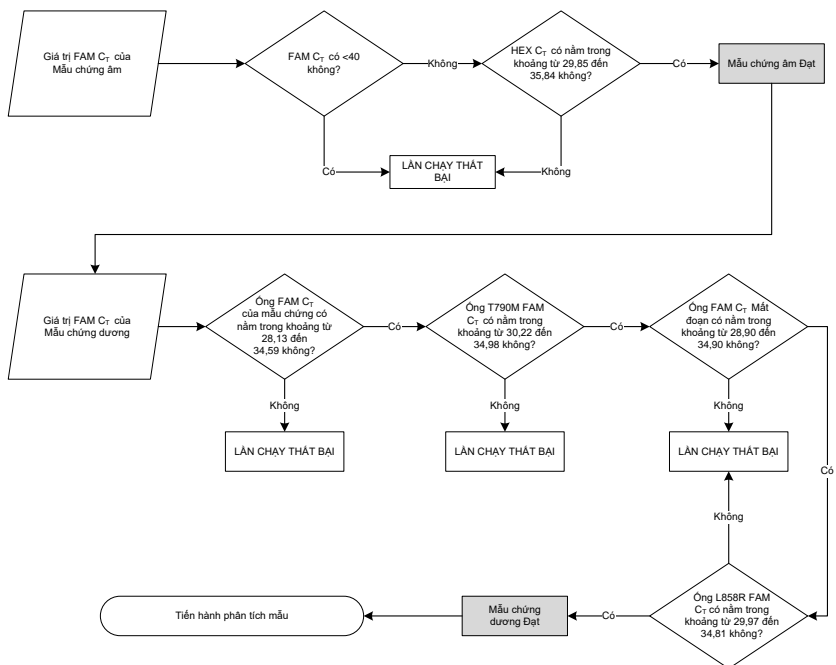 Giá trị FAM CT của
Mẫu chứng âm
FAM CT có <40
không?
Không
HEX CT có nằm trong
khoảng từ 29,85 đến
35,84 không?
Có
Mẫu chứng âm Đạt
Có
LẦN CHẠY THẤT
BẠI
Không
Giá trị FAM CT của
Mẫu chứng dương
Ống FAM CT
của mẫu chứng có
nằm trong khoảng từ
28,13 đến
34,59 không?
Có
Ống T790M FAM
CT có nằm trong
khoảng từ 30,22 đến
34,98 không?
Có
Ống FAM CT Mất
đoạn có nằm trong
khoảng từ 28,90 đến
34,90 không?
Không
Không
Không
LẦN CHẠY THẤT BẠI
LẦN CHẠY THẤT BẠI
LẦN CHẠY THẤT BẠI
Có
Không
Ống L858R FAM
CT có nằm trong
khoảng từ 29,97 đến
34,81 không?
Có
Mẫu chứng
dương Đạt
Tiến hành phân tích mẫu